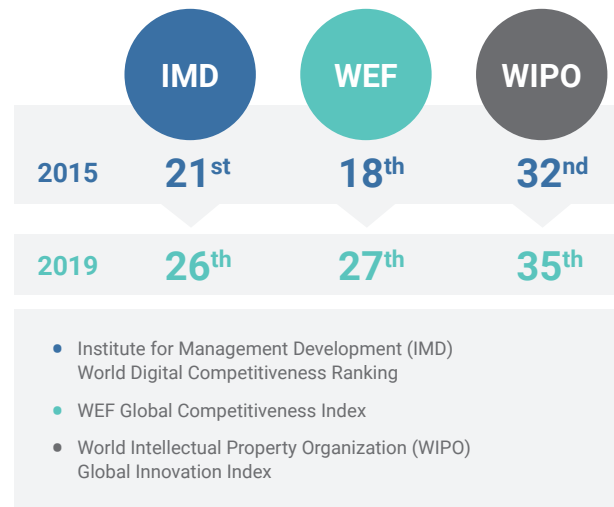 IMD WEF WIPO
2015 21st 18th 32nd
2019 26th 27th 35th
Institute for Management Development (IMD)
World Digital Competitiveness Ranking
WEF Global Competitiveness Index
World Intellectual Property Organization (WIPO)
Global Innovation Index